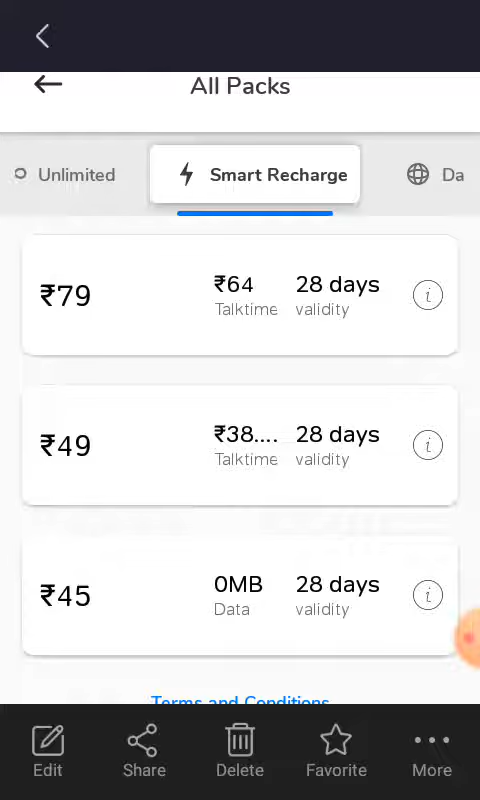 All Packs
Unlimited Smart Recharge Da
₹79 ₹64 28 days
Talktime validity
₹49 ₹38.... 28 days
Talktime validity
₹45 0MB 28 days
Data validity
Terms and Conditions
Edit Share Delete Favorite More